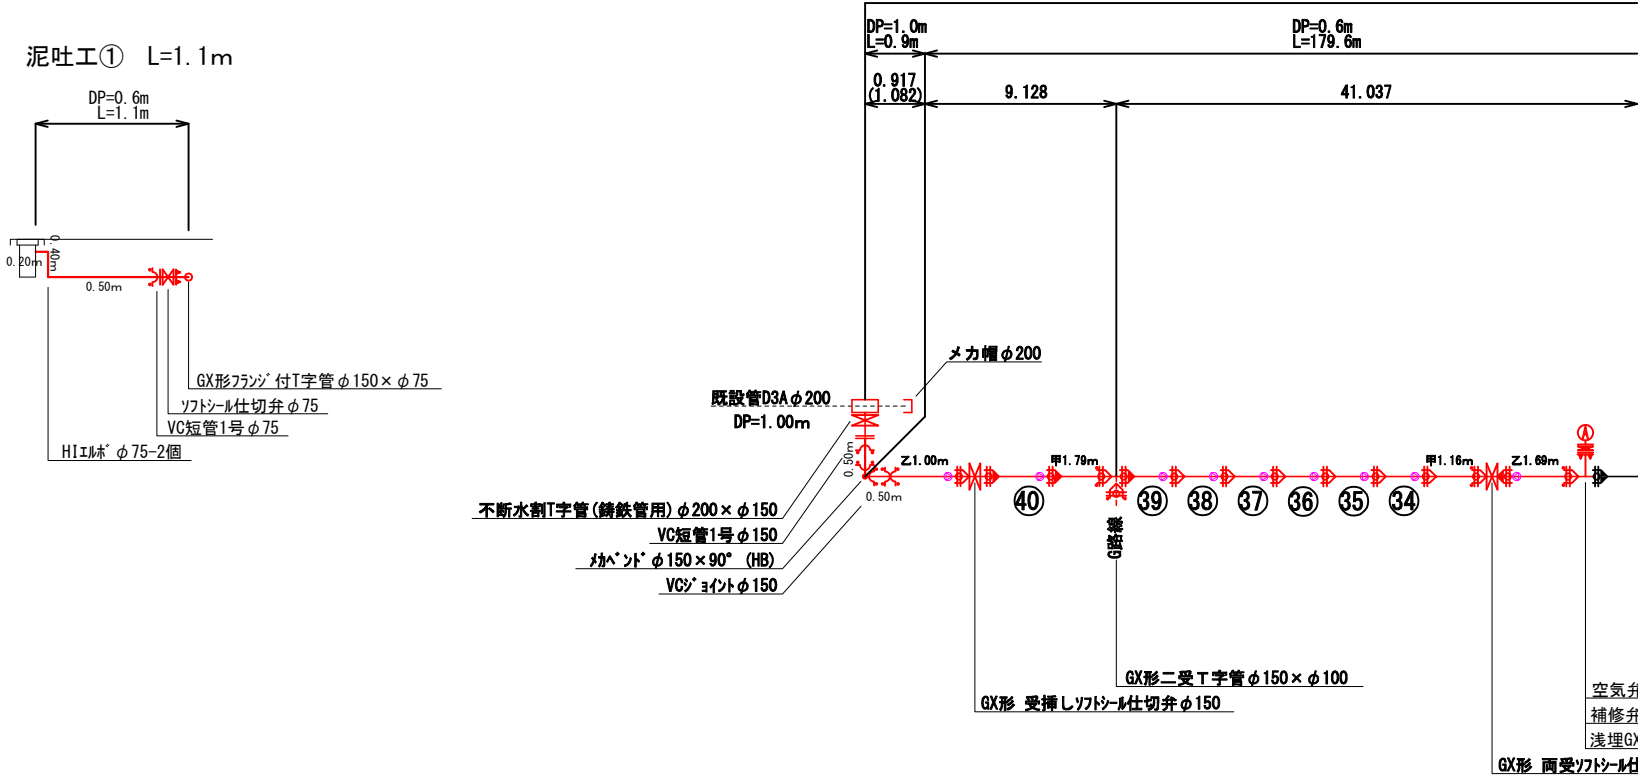 泥吐工① L=1.1m
DP=0.6m
L=1.1m
0.20m
0.40m
0.50m
GX形フランジ付T字管φ150×φ75
ソフトシール仕切弁φ75
VC短管1号φ75
HIエルボφ75-2個
DP=1.0m
L=0.9m
DP=0.6m
L=179.6m
0.917
(1.082)
9.128
41.037
メカ帽φ200
既設管D3Aφ200
DP=1.00m
0.50m
0.50m
乙1.00m
甲1.79m
甲1.16m
乙1.69m
A
㊵
㊴
㊳
㊲
㊱
㉟
㉞
G路線
不断水割T字管(鋳鉄管用)φ200×φ150
VC短管1号φ150
メカベンドφ150×90° (HB)
VCジョイントφ150
GX形二受T字管φ150×φ100
GX形 受挿しソフトシール仕切弁φ150
空気弁
補修弁
浅埋GX
GX形 両受ソフトシール仕